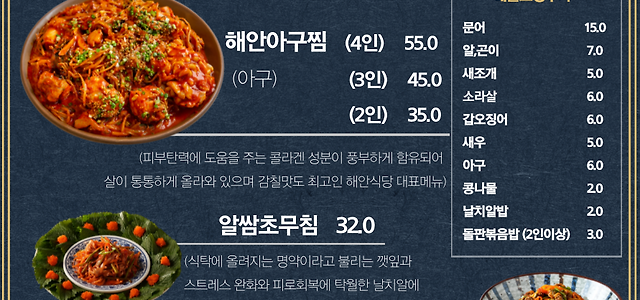 해안아구찜 (4인) 55.0
(아구) (3인) 45.0
(2인) 35.0
(피부탄력에 도움을 주는 콜라겐 성분이 풍부하게 함유되어
살이 통통하게 올라와 있으며 감칠맛도 최고인 해안식당 대표메뉴)
알쌈초무침 32.0
(식탁에 올려지는 명약이라고 불리는 깻잎과
스트레스 완화와 피로회복에 탁월한 날치알에
문어 15.0
알,곤이 7.0
새조개 5.0
소라살 6.0
갑오징어 6.0
새우 5.0
아구 6.0
콩나물 2.0
날치알밥 2.0
돌판볶음밥 (2인이상) 3.0